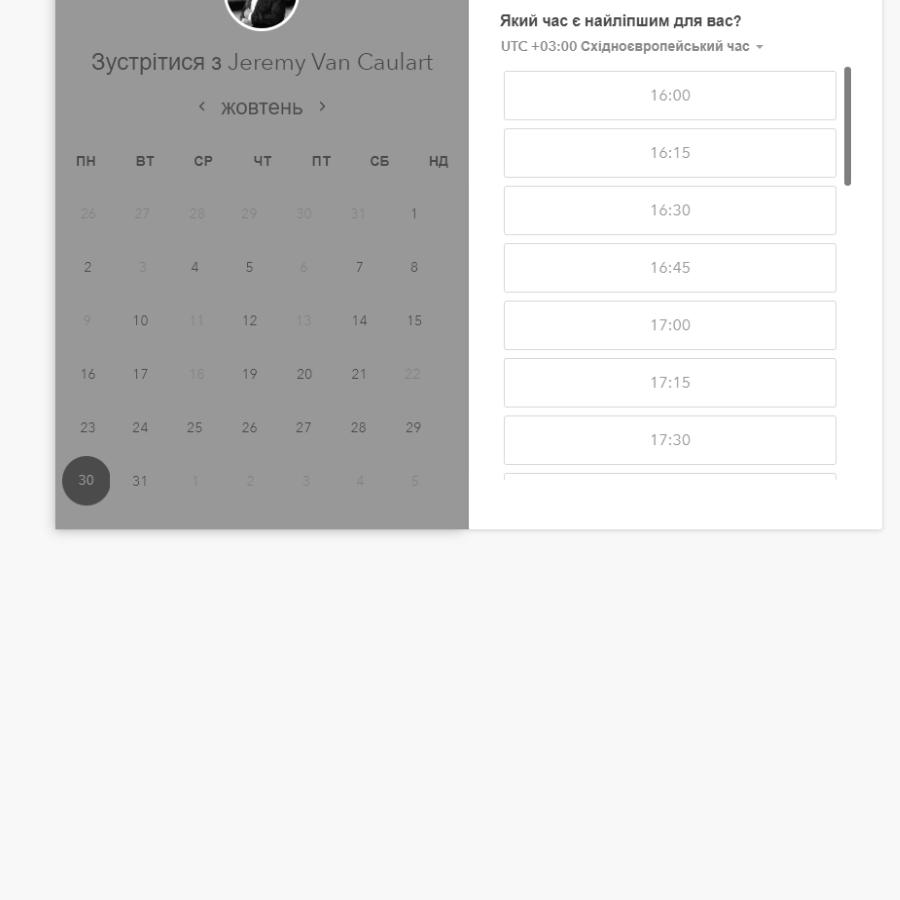 Зустрітися з Jeremy Van Caulart
жовтень
ПН ВТ СР ЧТ ПТ СБ НД
26 27 28 29 30 31 1
2 3 4 5 6 7 8
9 10 11 12 13 14 15
16 17 18 19 20 21 22
23 24 25 26 27 28 29
30 31 1 2 3 4 5
Який час є найліпшим для вас?
UTC +03:00 Східноєвропейський час
16:00
16:15
16:30
16:45
17:00
17:15
17:30